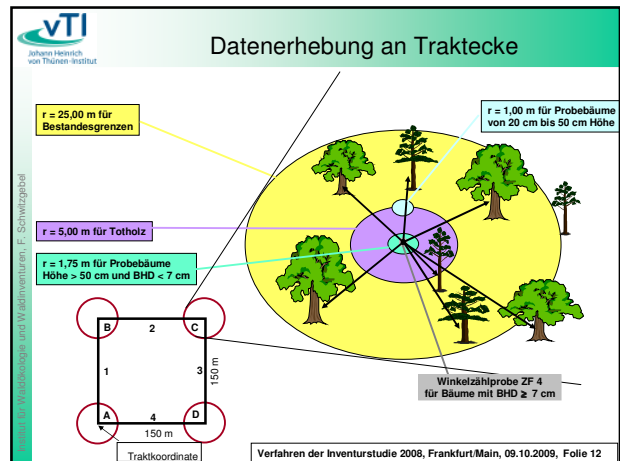 vTI
Johann Heinrich
von Thünen-Institut
Datenerhebung an Traktecke
r = 25,00 m für
Bestandesgrenzen
r = 1,00 m für Probebäume
von 20 cm bis 50 cm Höhe
r = 5,00 m für Totholz
r = 1,75 m für Probebäume
Höhe > 50 cm und BHD < 7 cm
B
2
C
1
3
150 m
A
4
D
150 m
Traktkoordinate
Winkelzählprobe ZF 4
für Bäume mit BHD ≥ 7 cm
Institut für Waldökologie und Waldinventuren, F. Schwitzgebel
Verfahren der Inventurstudie 2008, Frankfurt/Main, 09.10.2009, Folie 12